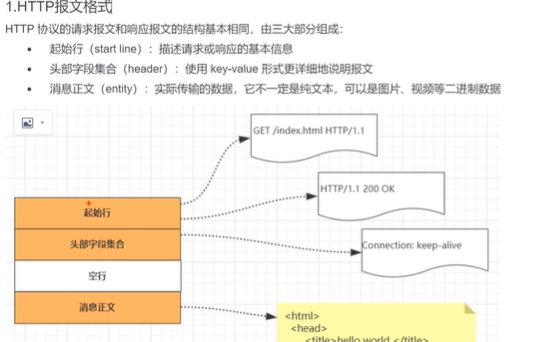 1.HTTP报文格式
HTTP 协议的请求报文和响应报文的结构基本相同，由三大部分组成：
• 起始行（start line）：描述请求或响应的基本信息
• 头部字段集合（header）：使用 key-value 形式更详细地说明报文
• 消息正文（entity）：实际传输的数据，它不一定是纯文本，可以是图片、视频等二进制数据
GET /index.html HTTP/1.1
HTTP/1.1 200 OK
起始行
头部字段集合
Connection: keep-alive
空行
消息正文
<html>
<head>
<title>hello world </title>